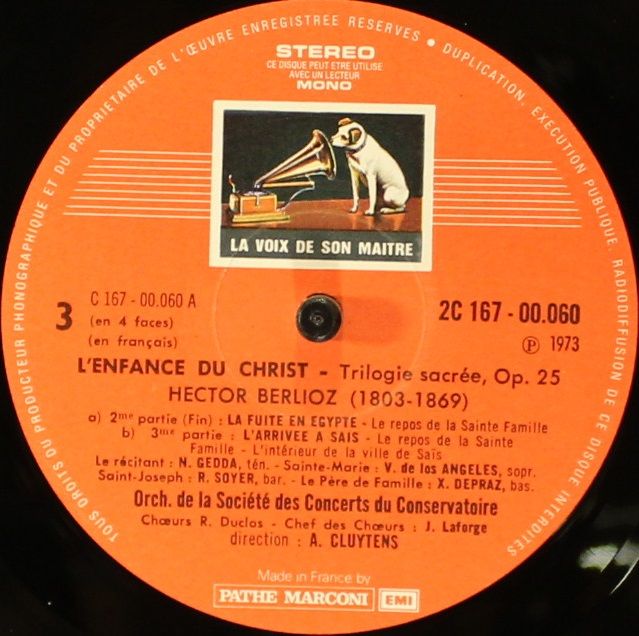 TOUS DROITS DU PRODUCTEUR PHONOGRAPHIQUE ET DU PROPRIETAIRE DE L'ŒUVRE ENREGISTREE RESERVES • DUPLICATION, EXECUTION PUBLIQUE, RADIODIFFUSION DE CE DISQUE INTERDITES
STEREO
CE DISQUE PEUT ETRE UTILISE
AVEC UN LECTEUR
MONO
LA VOIX DE SON MAITRE
3
C 167 - 00.060 A
(en 4 faces)
(en français)
2C 167 - 00.060
Ⓟ 1973
L'ENFANCE DU CHRIST - Trilogie sacrée, Op. 25
HECTOR BERLIOZ (1803-1869)
a) 2me partie (Fin) : LA FUITE EN EGYPTE - Le repos de la Sainte Famille
b) 3me partie : L'ARRIVEE A SAIS - Le repos de la Sainte
Famille - L'intérieur de la ville de Saïs
Le récitant : N. GEDDA, tén. - Sainte-Marie : V. de los ANGELES, sopr.
Saint-Joseph : R. SOYER, bar. - Le Père de Famille : X. DEPRAZ, bas.
Orch. de la Société des Concerts du Conservatoire
Chœurs R. Duclos - Chef des Chœurs : J. Laforge
direction : A. CLUYTENS
Made in France by
PATHE MARCONI EMI